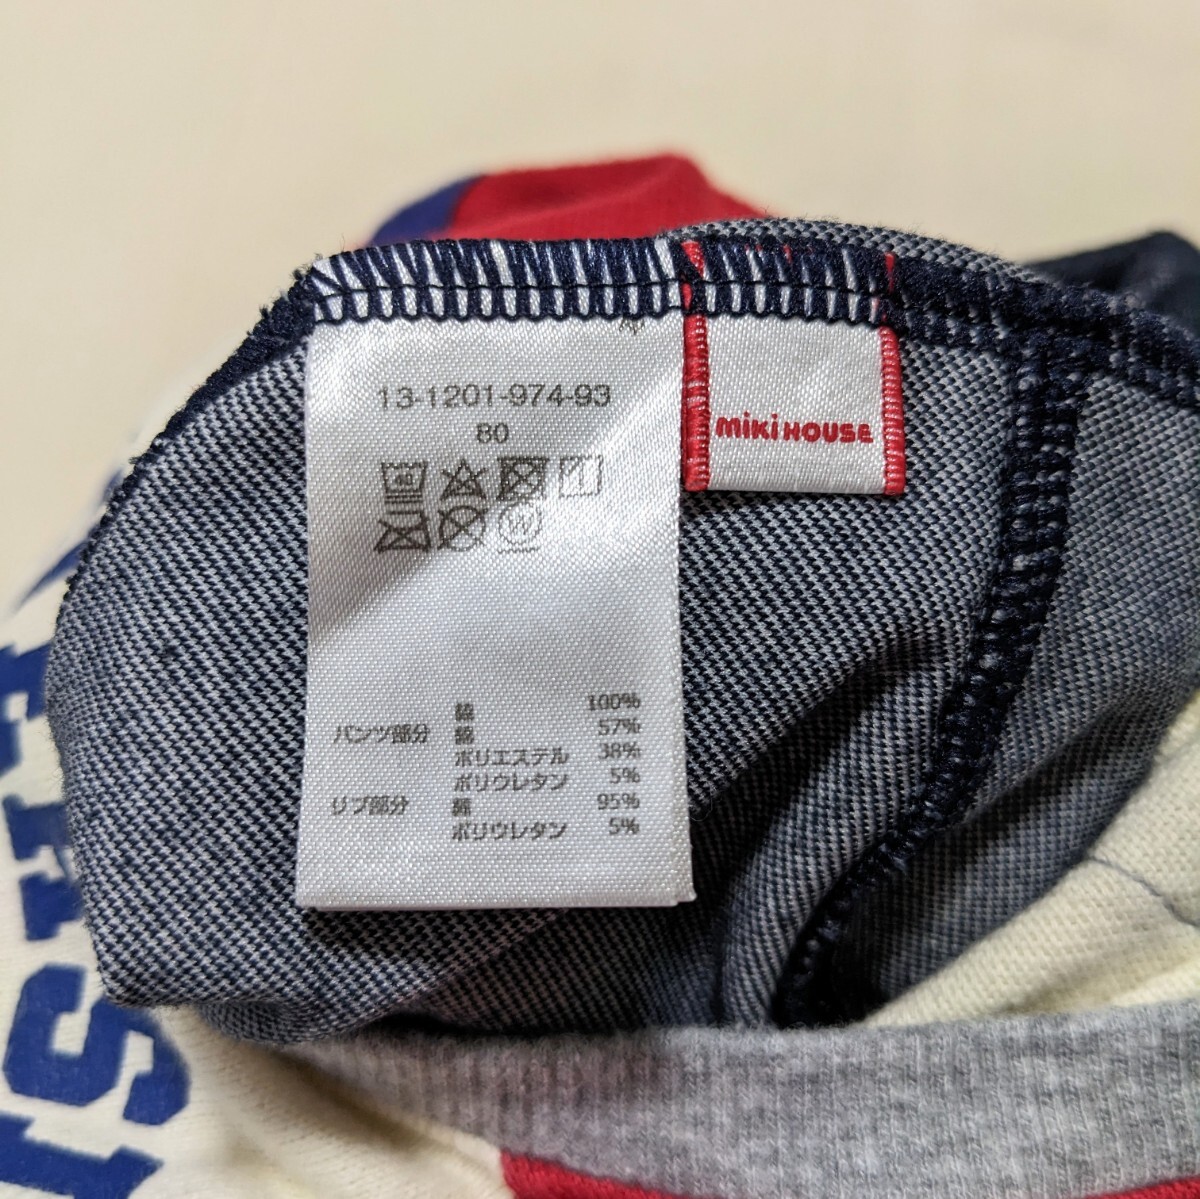 13-1201-974-93
80
W
綿 100%
パンツ部分 綿 57%
ポリエステル 38%
ポリウレタン 5%
リブ部分 綿 95%
ポリウレタン 5%
miki HOUSE